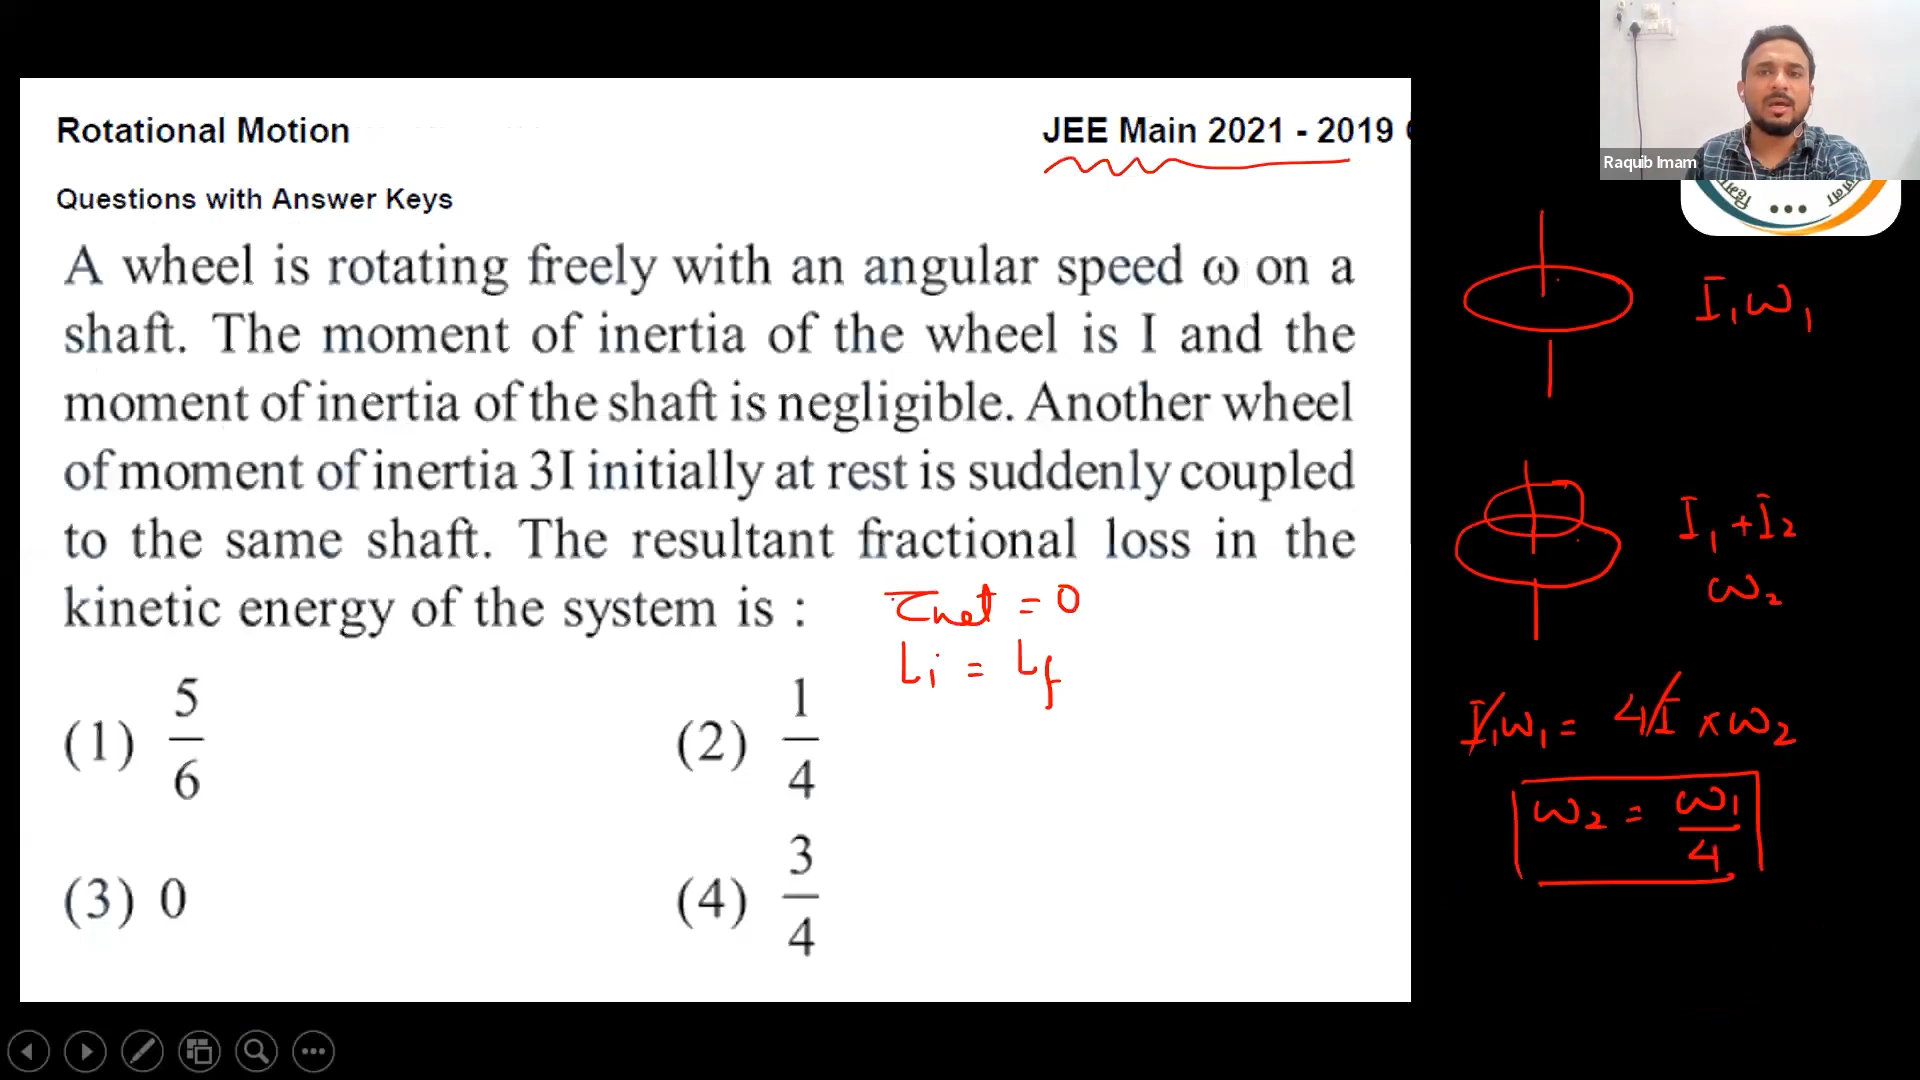 Rotational Motion
JEE Main 2021 - 2019
Questions with Answer Keys
A wheel is rotating freely with an angular speed ω on a
shaft. The moment of inertia of the wheel is I and the
moment of inertia of the shaft is negligible. Another wheel
of moment of inertia 3I initially at rest is suddenly coupled
to the same shaft. The resultant fractional loss in the
kinetic energy of the system is :
τnet = 0
Li = Lf
(1) 5/6
(2) 1/4
(3) 0
(4) 3/4
Raquib Imam
I₁ω₁
I₁+I₂
ω₂
I₁ω₁ = 4I × ω₂
ω₂ = ω₁/4